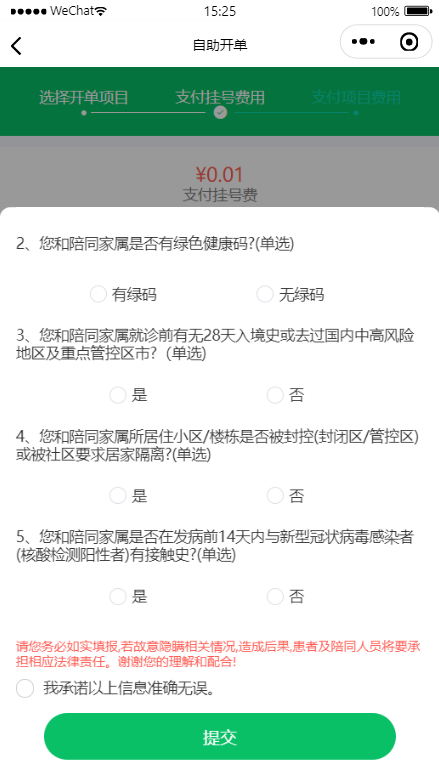 WeChat 15:25 100%
自助开单
选择开单项目 支付挂号费用 支付项目费用
¥0.01
支付挂号费
2、您和陪同家属是否有绿色健康码?(单选)
有绿码 无绿码
3、您和陪同家属就诊前有无28天入境史或去过国内中高风险
地区及重点管控区市?（单选)
是 否
4、您和陪同家属所居住小区/楼栋是否被封控(封闭区/管控区)
或被社区要求居家隔离?(单选)
是 否
5、您和陪同家属是否在发病前14天内与新型冠状病毒感染者
(核酸检测阳性者)有接触史?(单选)
是 否
请您务必如实填报,若故意隐瞒相关情况,造成后果,患者及陪同人员将要承
担相应法律责任。谢谢您的理解和配合!
我承诺以上信息准确无误。
提交